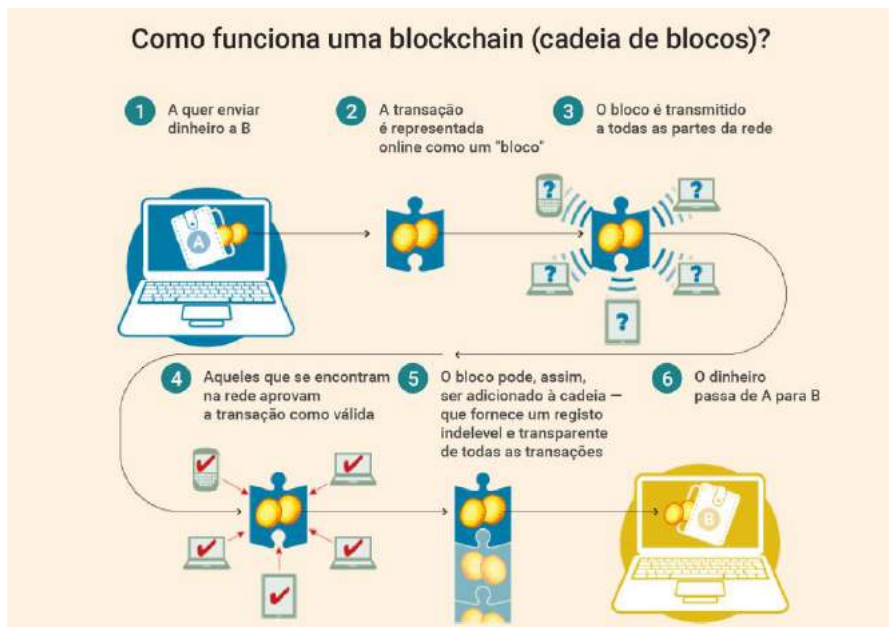 Como funciona uma blockchain (cadeia de blocos)?
1
A quer enviar
dinheiro a B
2
A transação
é representada
online como um "bloco"
3
O bloco é transmitido
a todas as partes da rede
A
?
?
?
?
?
4
Aqueles que se encontram
na rede aprovam
a transação como válida
5
O bloco pode, assim,
ser adicionado à cadeia —
que fornece um registo
indelevel e transparente
de todas as transações
6
O dinheiro
passa de A para B
B